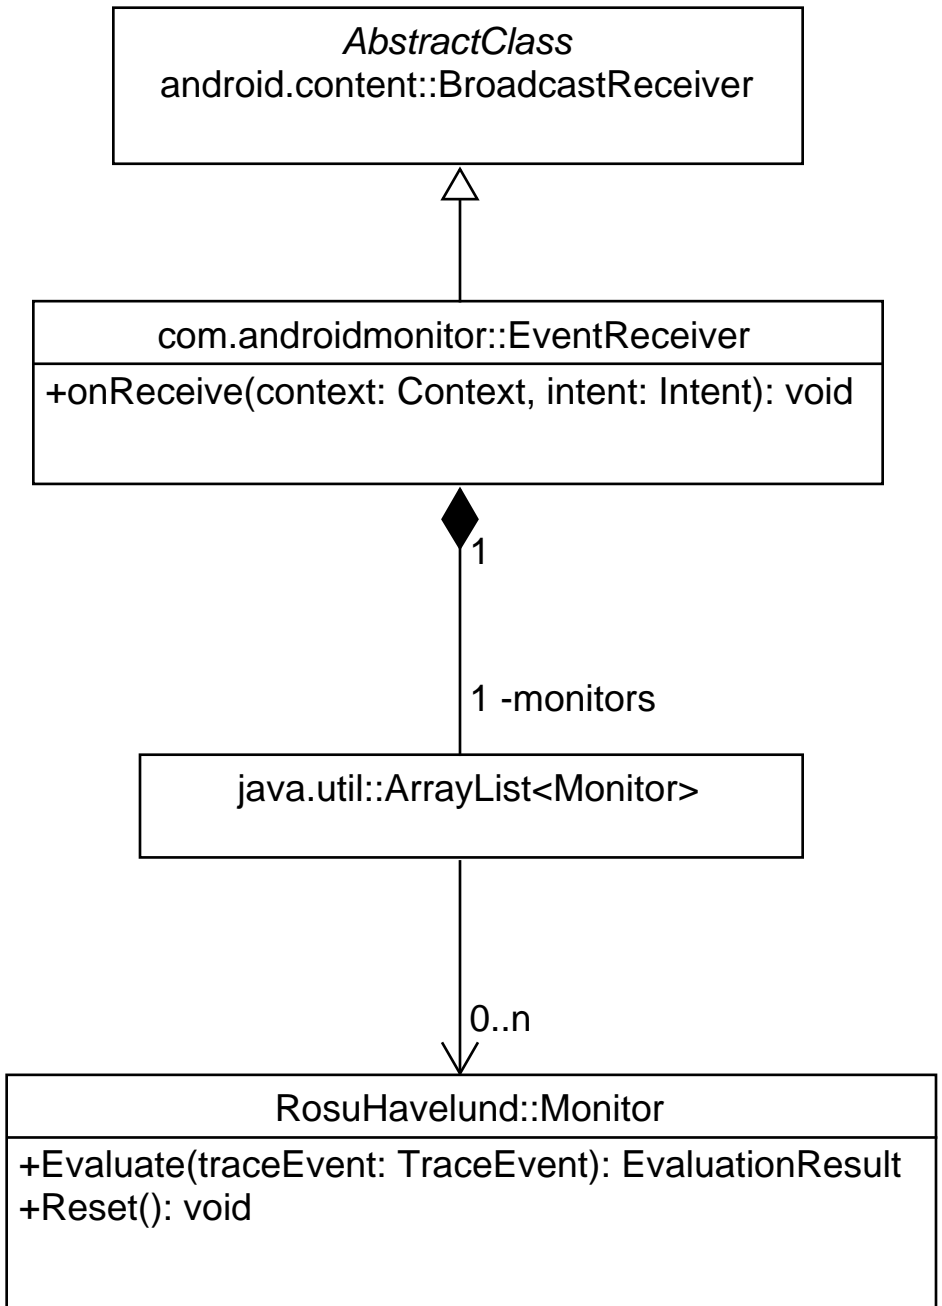 AbstractClass
android.content::BroadcastReceiver
com.androidmonitor::EventReceiver
+onReceive(context: Context, intent: Intent): void
1
1 -monitors
java.util::ArrayList<Monitor>
0..n
RosuHavelund::Monitor
+Evaluate(traceEvent: TraceEvent): EvaluationResult
+Reset(): void